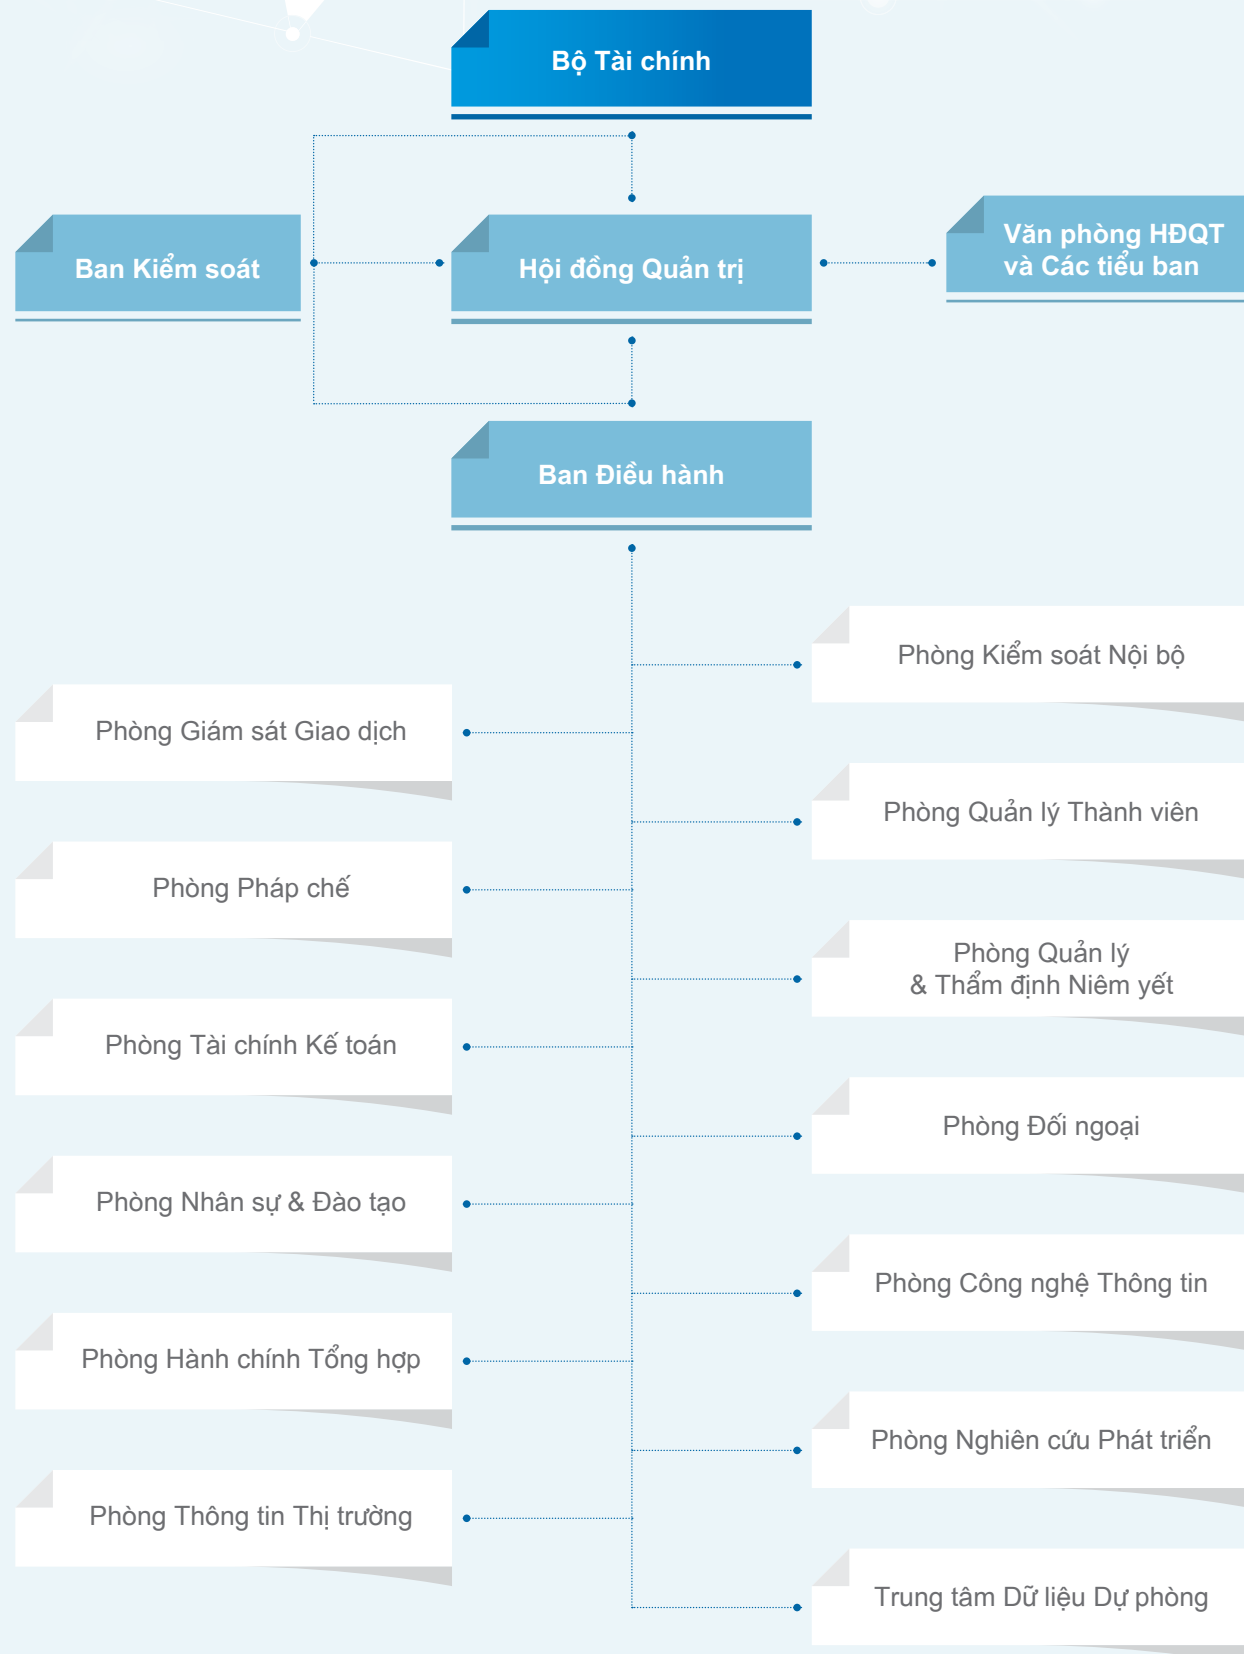 Bộ Tài chính
Ban Kiểm soát
Hội đồng Quản trị
Văn phòng HĐQT
và Các tiểu ban
Ban Điều hành
Phòng Kiểm soát Nội bộ
Phòng Giám sát Giao dịch
Phòng Quản lý Thành viên
Phòng Pháp chế
Phòng Quản lý
& Thẩm định Niêm yết
Phòng Tài chính Kế toán
Phòng Đối ngoại
Phòng Nhân sự & Đào tạo
Phòng Công nghệ Thông tin
Phòng Hành chính Tổng hợp
Phòng Nghiên cứu Phát triển
Phòng Thông tin Thị trường
Trung tâm Dữ liệu Dự phòng